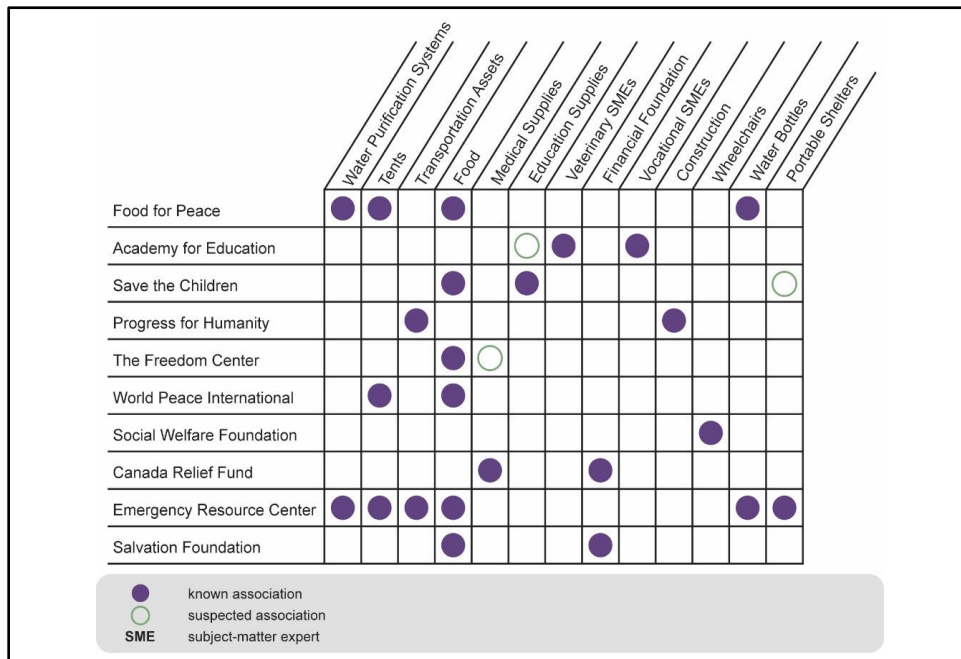 Water Purification Systems
Tents
Transportation Assets
Food
Medical Supplies
Education Supplies
Veterinary SMEs
Financial Foundation
Vocational SMEs
Construction
Wheelchairs
Water Bottles
Portable Shelters
Food for Peace
Academy for Education
Save the Children
Progress for Humanity
The Freedom Center
World Peace International
Social Welfare Foundation
Canada Relief Fund
Emergency Resource Center
Salvation Foundation
known association
suspected association
SME subject-matter expert